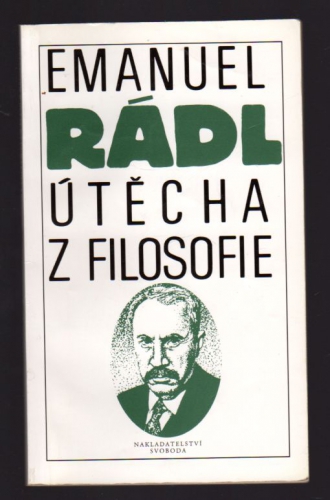 EMANUEL
RÁDL
ÚTĚCHA
Z FILOSOFIE
NAKLADATELSTVÍ
SVOBODA